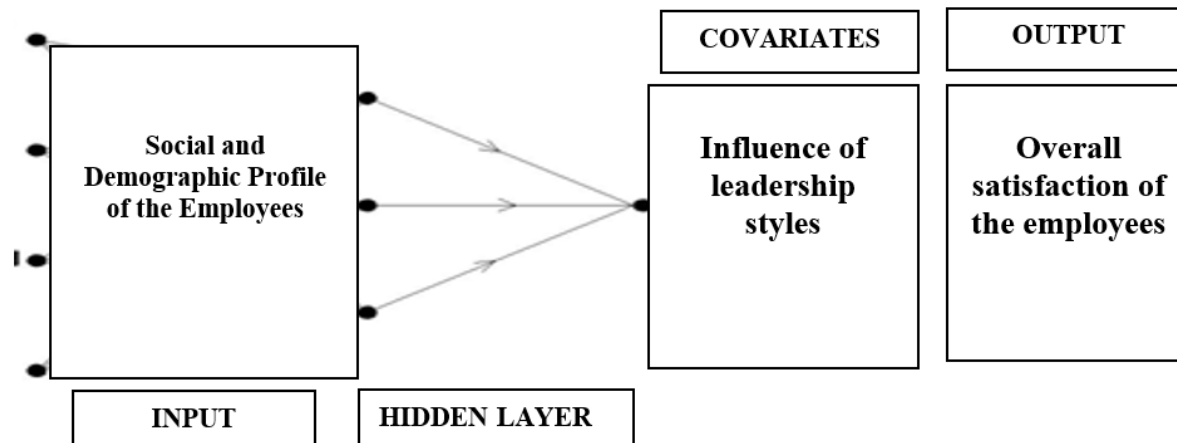 COVARIATES
OUTPUT
Social and
Demographic Profile
of the Employees
Influence of
leadership
styles
Overall
satisfaction of
the employees
INPUT
HIDDEN LAYER